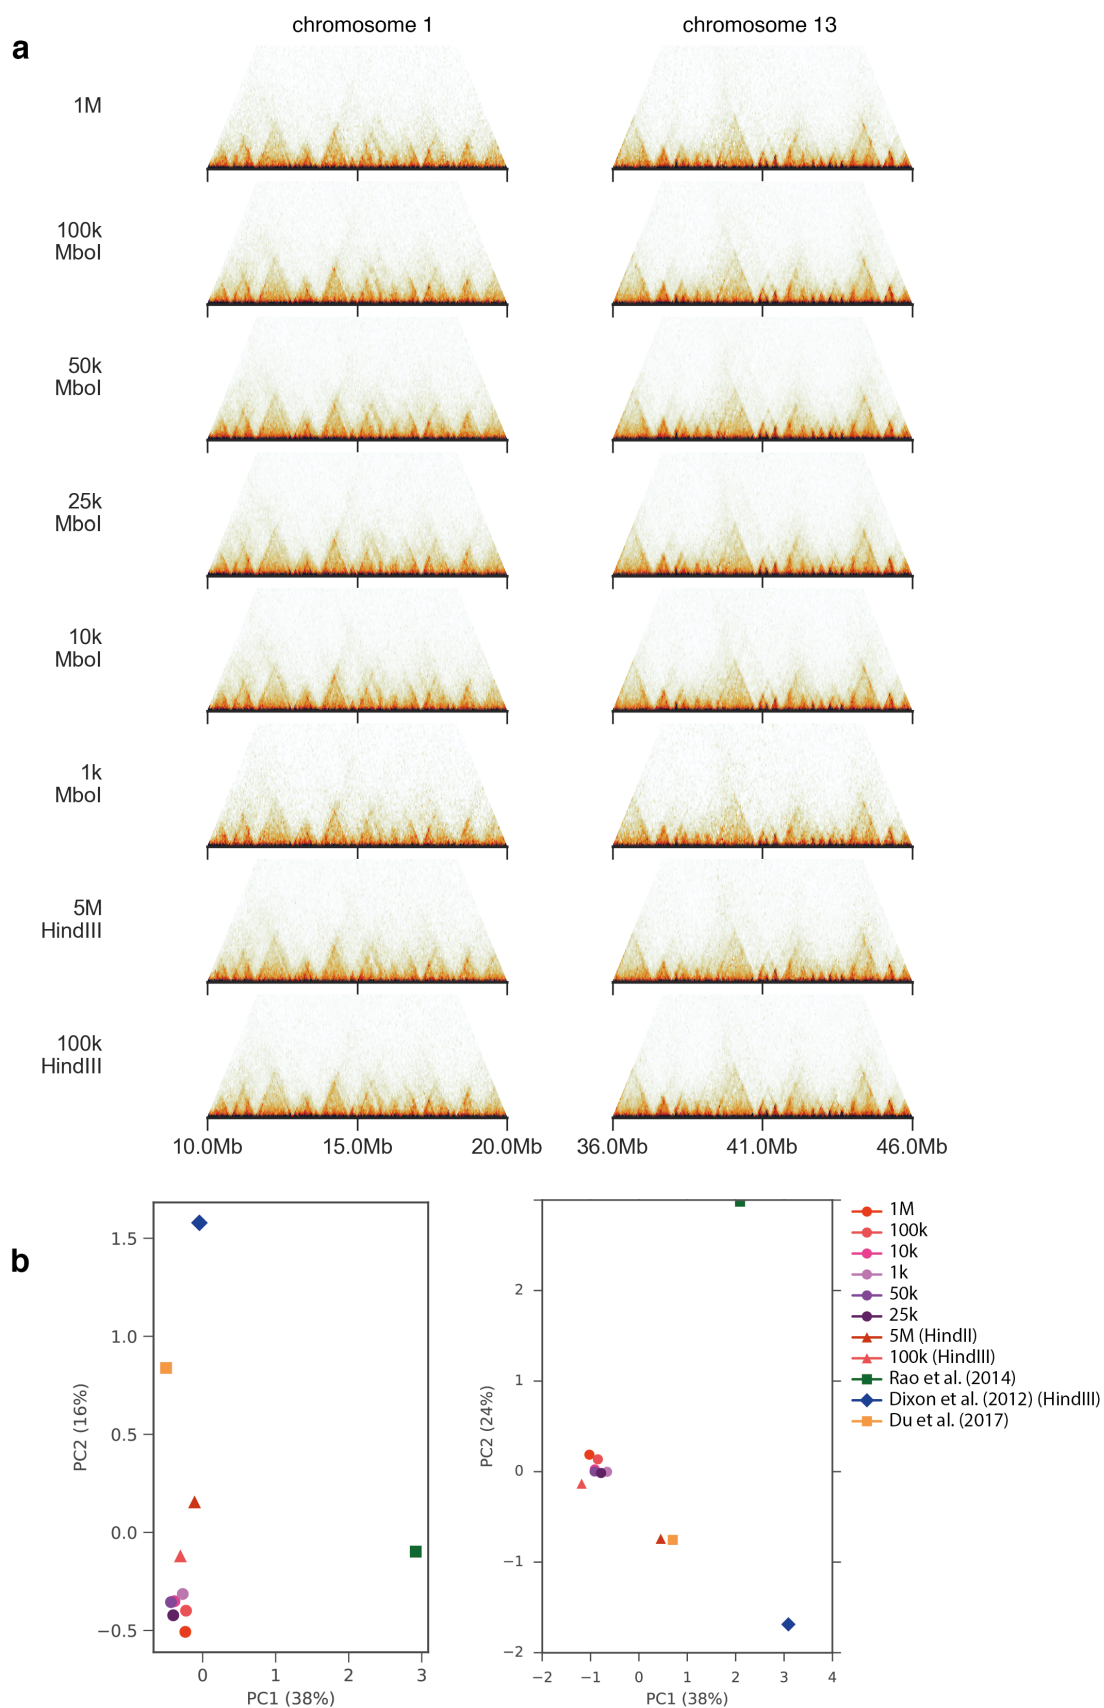 chromosome 1
chromosome 13
a
1M
100k
MboI
50k
MboI
25k
MboI
10k
MboI
1k
MboI
5M
HindIII
100k
HindIII
10.0Mb 15.0Mb 20.0Mb 36.0Mb 41.0Mb 46.0Mb
b
1.5
1.0
0.5
0.0
−0.5
PC2 (16%)
0 1 2 3
PC1 (38%)
2
1
0
−1
−2
PC2 (24%)
−2 −1 0 1 2 3 4
PC1 (38%)
1M
100k
10k
1k
50k
25k
5M (HindII)
100k (HindIII)
Rao et al. (2014)
Dixon et al. (2012) (HindIII)
Du et al. (2017)